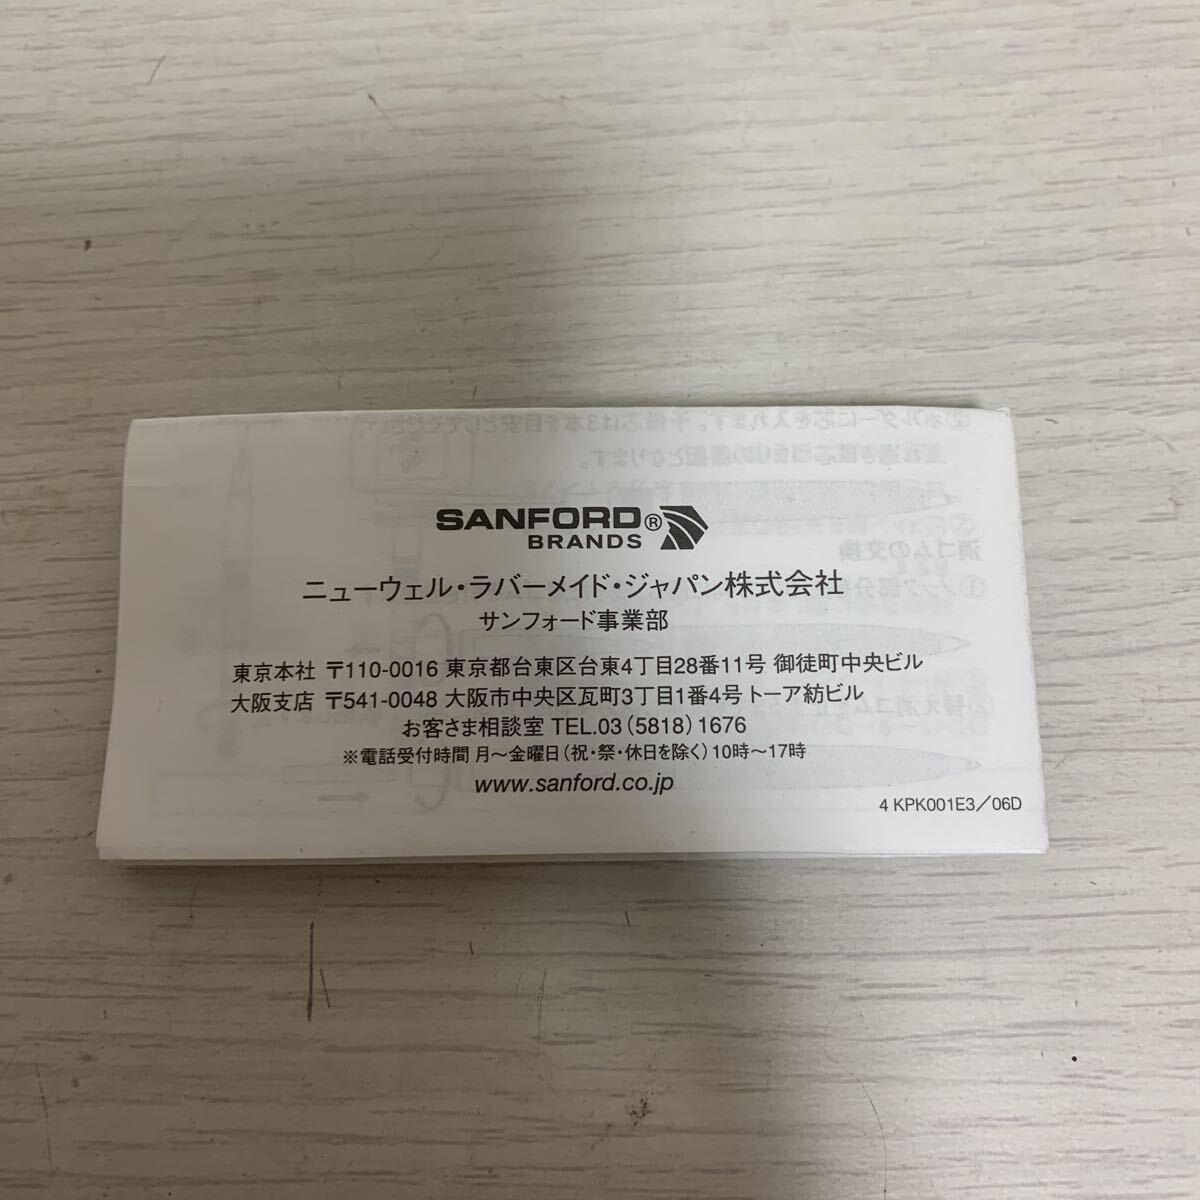 SANFORD®
BRANDS
ニューウェル・ラバーメイド・ジャパン株式会社
サンフォード事業部
東京本社 〒110-0016 東京都台東区台東4丁目28番11号 御徒町中央ビル
大阪支店 〒541-0048 大阪市中央区瓦町3丁目1番4号 トーア紡ビル
お客さま相談室 TEL.03(5818)1676
※電話受付時間 月〜金曜日(祝・祭・休日を除く)10時〜17時
www.sanford.co.jp
4 KPK001E3/06D